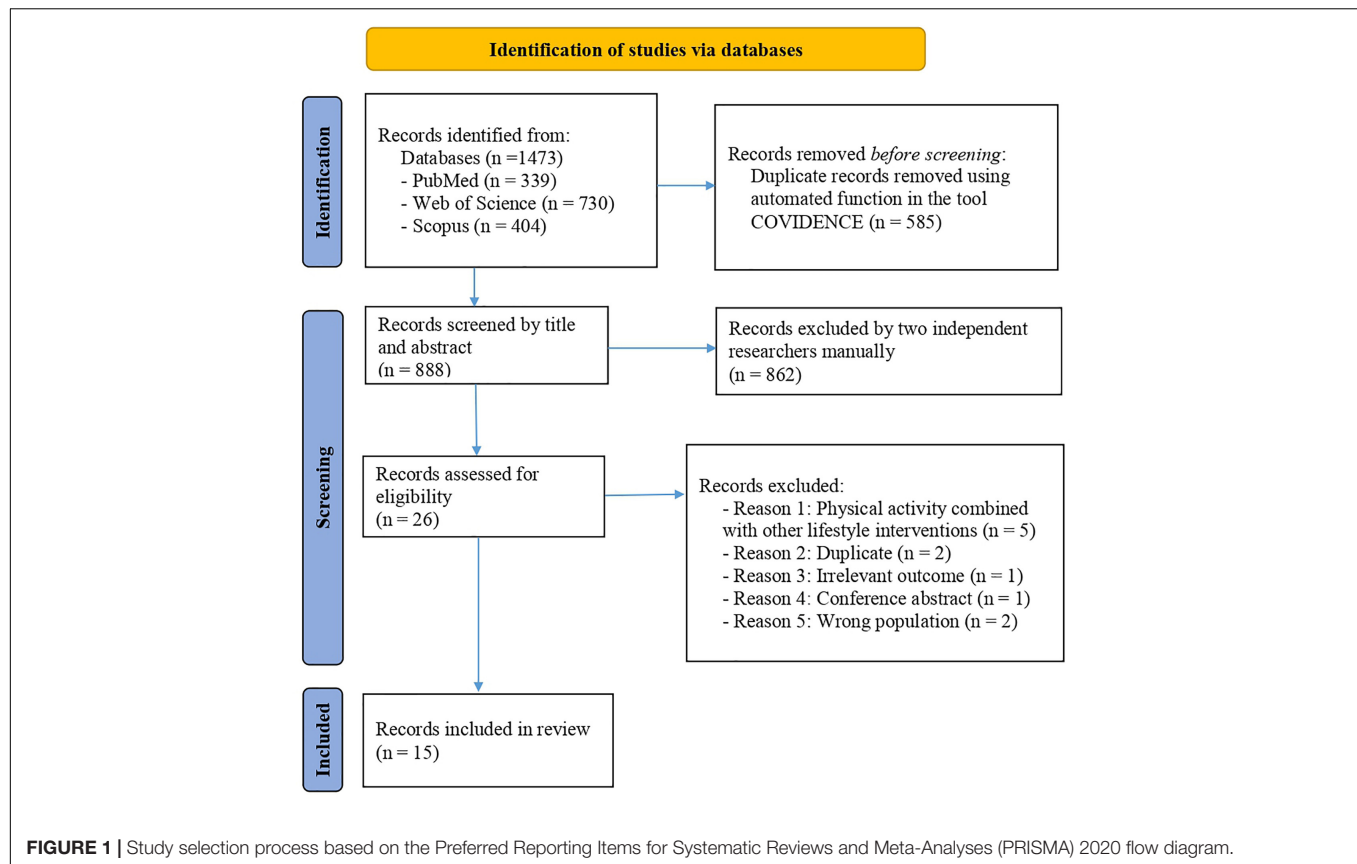 Identification of studies via databases
Identification
Records identified from:
Databases (n =1473)
- PubMed (n = 339)
- Web of Science (n = 730)
- Scopus (n = 404)
Records removed before screening:
Duplicate records removed using
automated function in the tool
COVIDENCE (n = 585)
Screening
Records screened by title
and abstract
(n = 888)
Records excluded by two independent
researchers manually
(n = 862)
Records assessed for
eligibility
(n = 26)
Records excluded:
- Reason 1: Physical activity combined
with other lifestyle interventions (n = 5)
- Reason 2: Duplicate (n = 2)
- Reason 3: Irrelevant outcome (n = 1)
- Reason 4: Conference abstract (n = 1)
- Reason 5: Wrong population (n = 2)
Included
Records included in review
(n = 15)
FIGURE 1 | Study selection process based on the Preferred Reporting Items for Systematic Reviews and Meta-Analyses (PRISMA) 2020 flow diagram.